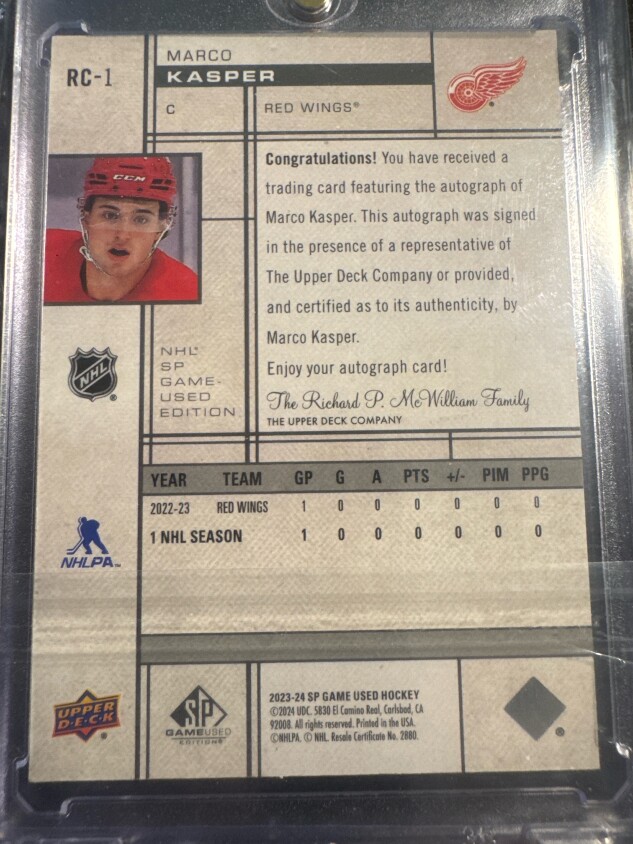 RC-1
MARCO
KASPER
C
RED WINGS®
CCM
Congratulations! You have received a
trading card featuring the autograph of
Marco Kasper. This autograph was signed
in the presence of a representative of
The Upper Deck Company or provided,
and certified as to its authenticity, by
Marco Kasper.
Enjoy your autograph card!
The Richard P. McWilliam Family
THE UPPER DECK COMPANY
NHL
®
NHL®
SP
GAME-
USED
EDITION
YEAR TEAM GP G A PTS +/- PIM PPG
2022-23 RED WINGS 1 0 0 0 0 0 0
1 NHL SEASON 1 0 0 0 0 0 0
NHLPA™
UPPER
D·E·C·K
®
SP
GAMEUSED
EDITION®
2023-24 SP GAME USED HOCKEY
©2024 UDC. 5830 El Camino Real, Carlsbad, CA
92008. All rights reserved. Printed in the USA.
©NHLPA. © NHL. Resale Certificate No. 2880.
®